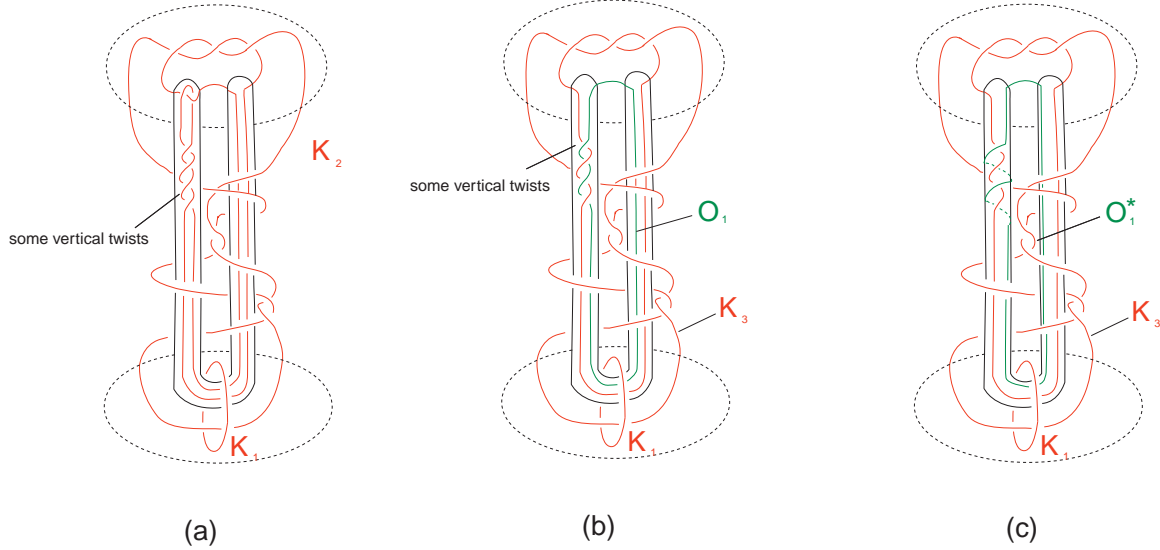 K₂
some vertical twists
K₁
(a)
some vertical twists
O₁
K₃
K₁
(b)
O₁*
K₃
K₁
(c)